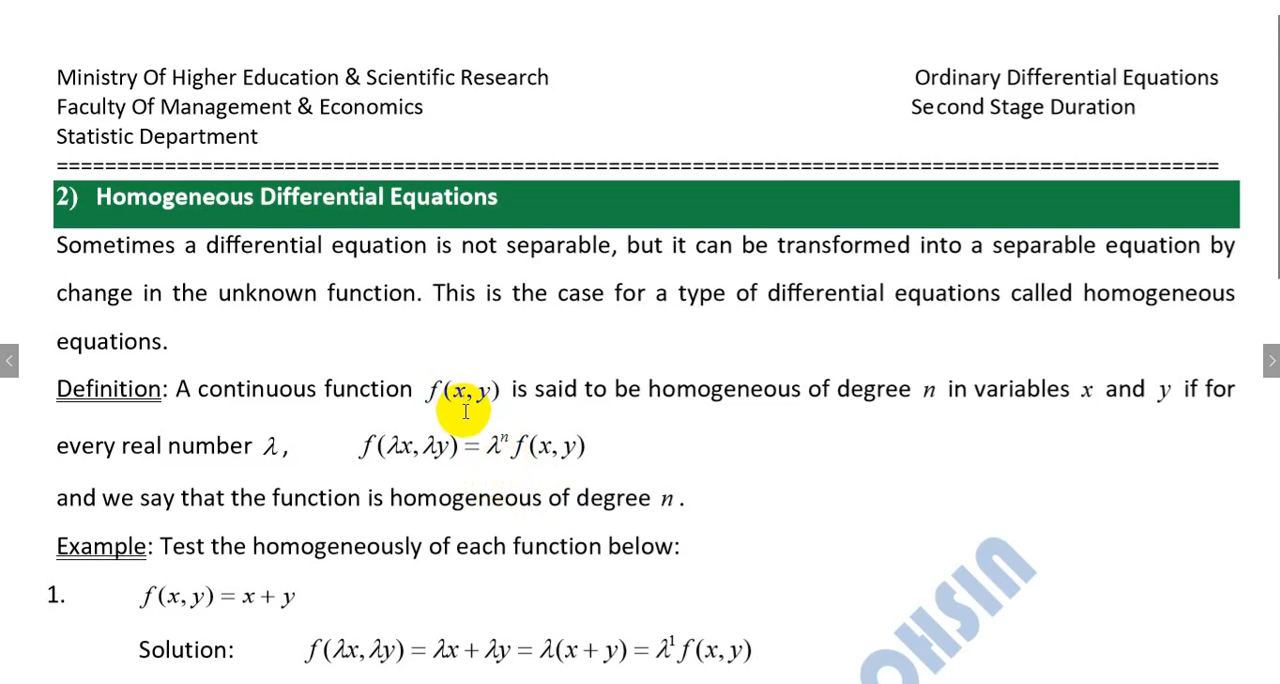 Ministry Of Higher Education & Scientific Research
Ordinary Differential Equations
Faculty Of Management & Economics
Second Stage Duration
Statistic Department
================================================================================================
2) Homogeneous Differential Equations
Sometimes a differential equation is not separable, but it can be transformed into a separable equation by
change in the unknown function. This is the case for a type of differential equations called homogeneous
equations.
Definition: A continuous function f(x, y) is said to be homogeneous of degree n in variables x and y if for
every real number λ, f(λx, λy) = λⁿ f(x, y)
and we say that the function is homogeneous of degree n.
Example: Test the homogeneously of each function below:
1. f(x, y) = x + y
Solution: f(λx, λy) = λx + λy = λ(x + y) = λ¹ f(x, y)
OHSIN